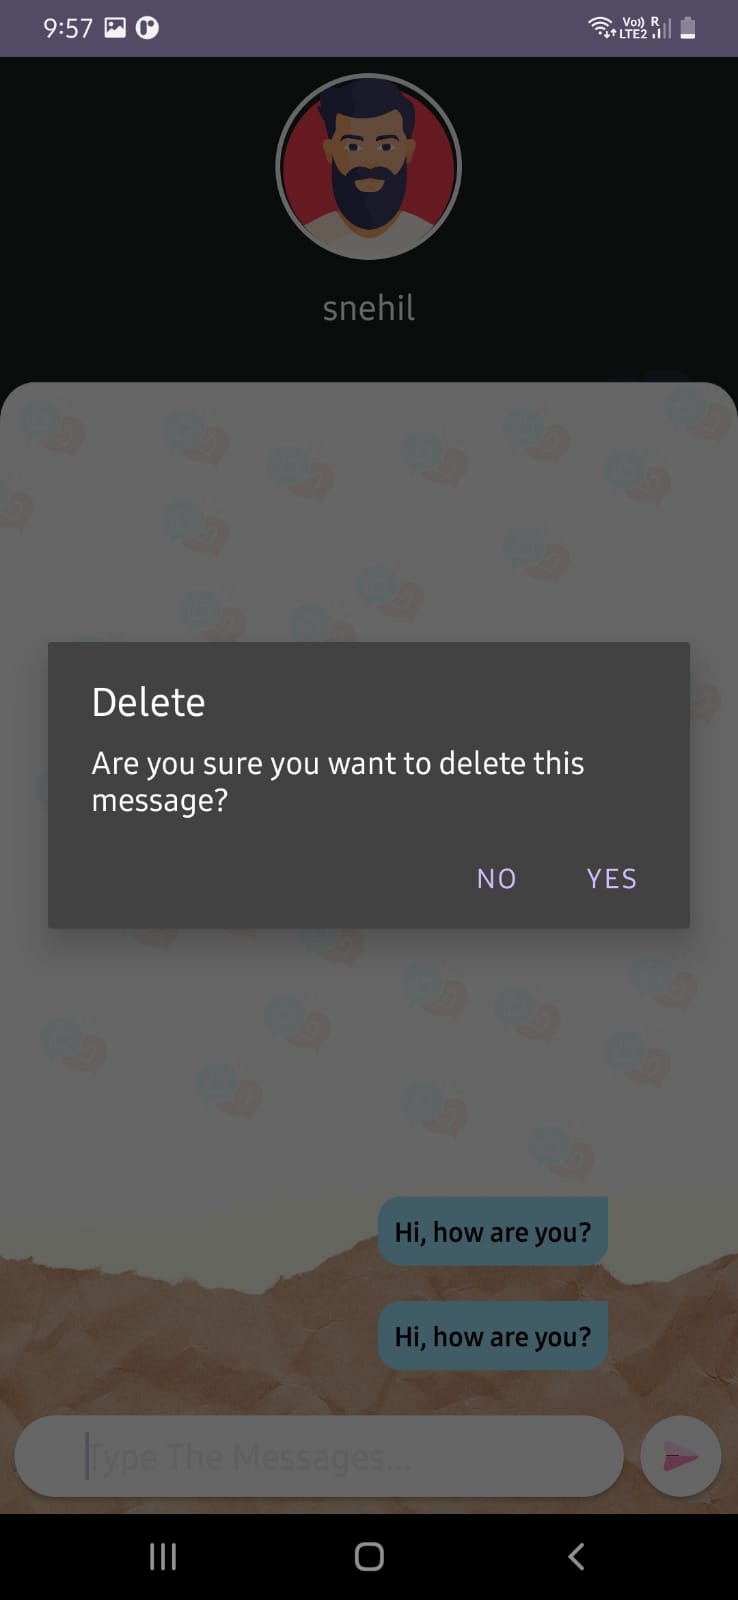 9:57
Vo)) R
LTE2
snehil
Delete
Are you sure you want to delete this
message?
NO YES
Hi, how are you?
Hi, how are you?
Type The Messages...